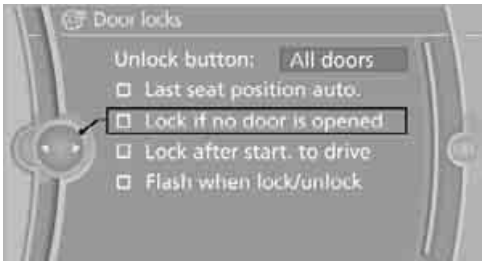 Door locks
Unlock button: All doors
Last seat position auto.
Lock if no door is opened
Lock after start. to drive
Flash when lock/unlock